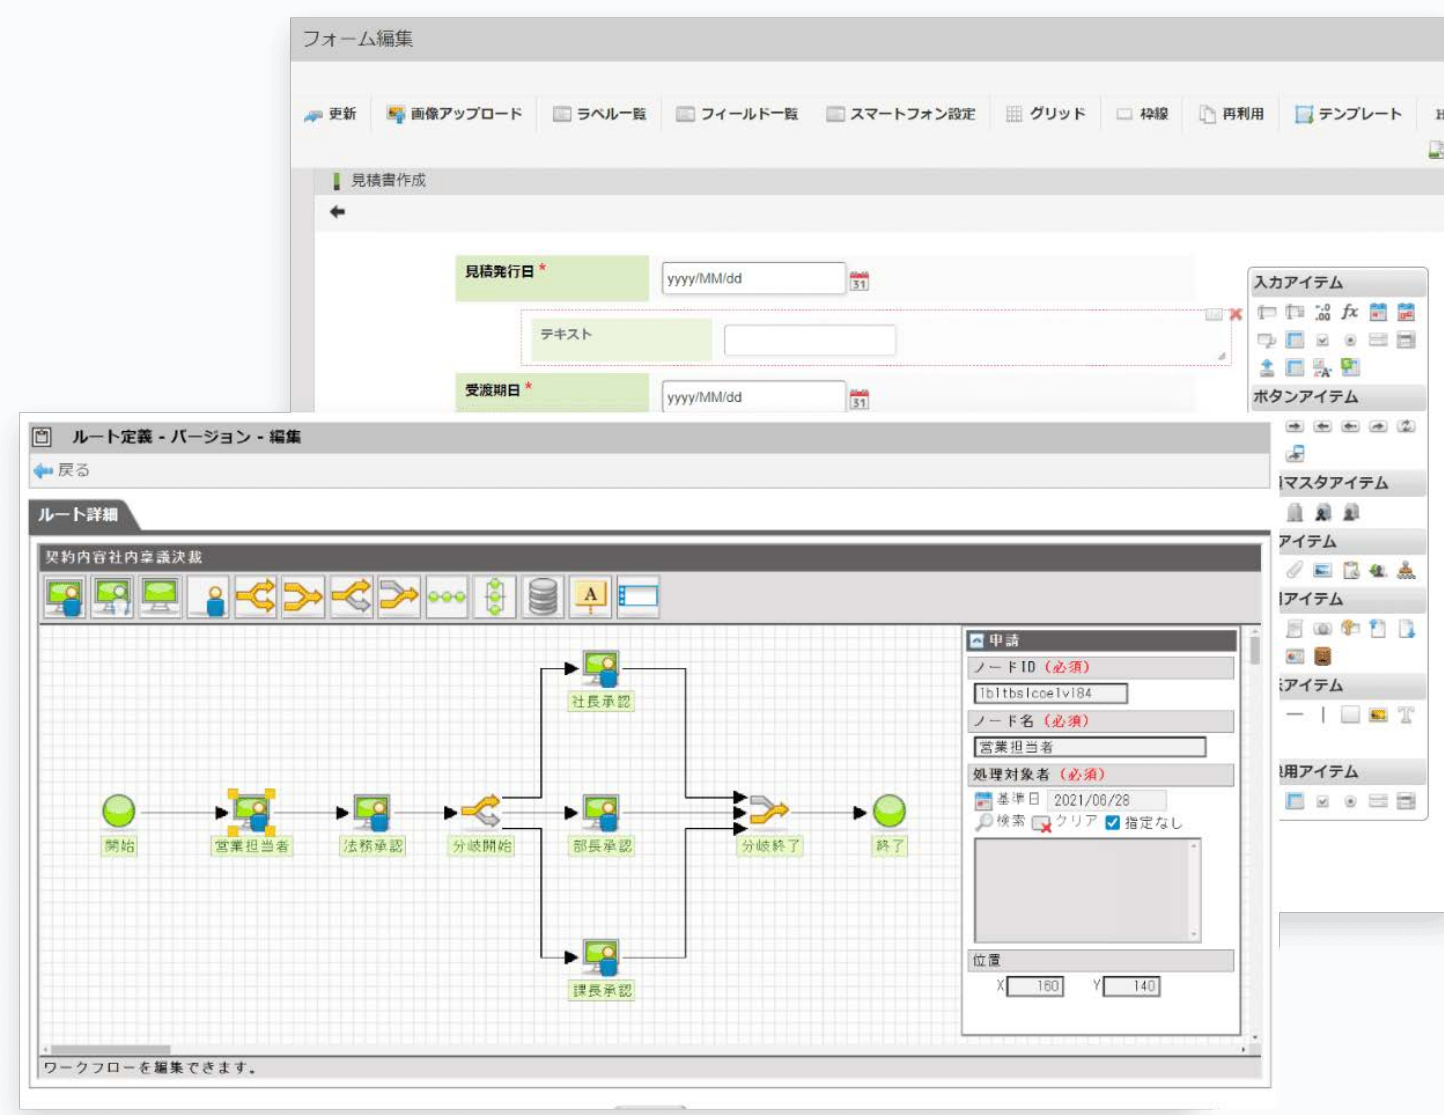 フォーム編集
更新 画像アップロード ラベル一覧 フィールド一覧 スマートフォン設定 グリッド 枠線 再利用 テンプレート
見積書作成
見積発行日 *
yyyy/MM/dd
31
テキスト
受渡期日 *
yyyy/MM/dd
31
入力アイテム
ボタンアイテム
マスタアイテム
アイテム
アイテム
アイテム
用アイテム
ルート定義 - バージョン - 編集
戻る
ルート詳細
契約内容社内稟議決裁
A
開始
営業担当者
法務承認
分岐開始
社長承認
部長承認
課長承認
分岐終了
終了
申請
ノードID (必須)
lbltbslcoelvl84
ノード名 (必須)
営業担当者
処理対象者 (必須)
基準日 2021/06/28
検索 クリア 指定なし
位置
X 160 Y 140
ワークフローを編集できます。